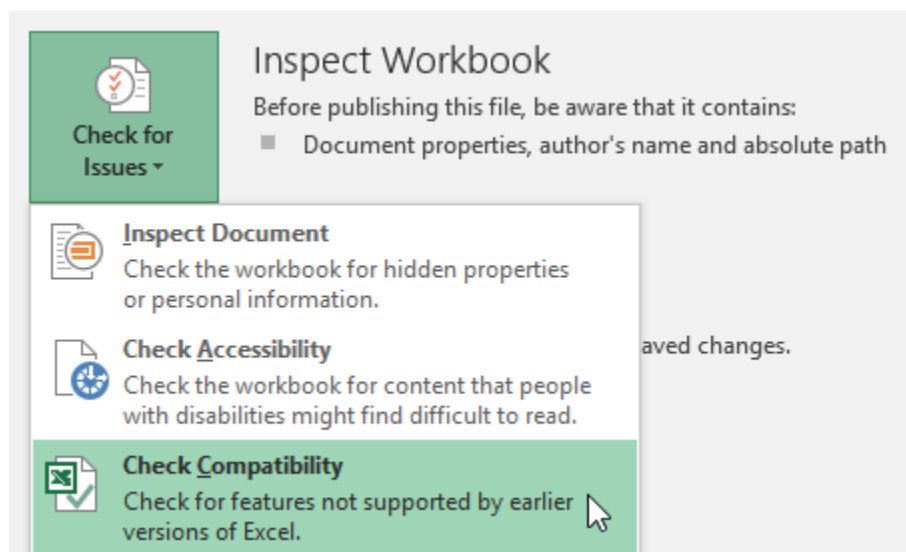 Inspect Workbook
Before publishing this file, be aware that it contains:
Document properties, author's name and absolute path
Check for
Issues
Inspect Document
Check the workbook for hidden properties
or personal information.
Check Accessibility
Check the workbook for content that people
with disabilities might find difficult to read.
aved changes.
Check Compatibility
Check for features not supported by earlier
versions of Excel.